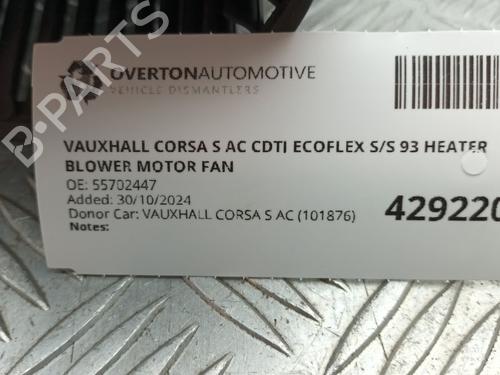 OVERTONAUTOMOTIVE
VEHICLE DISMANTLERS
VAUXHALL CORSA S AC CDTI ECOFLEX S/S 93 HEATER
BLOWER MOTOR FAN
OE: 55702447
Added: 30/10/2024
Donor Car: VAUXHALL CORSA S AC (101876)
429220
Notes:
B-PARTS